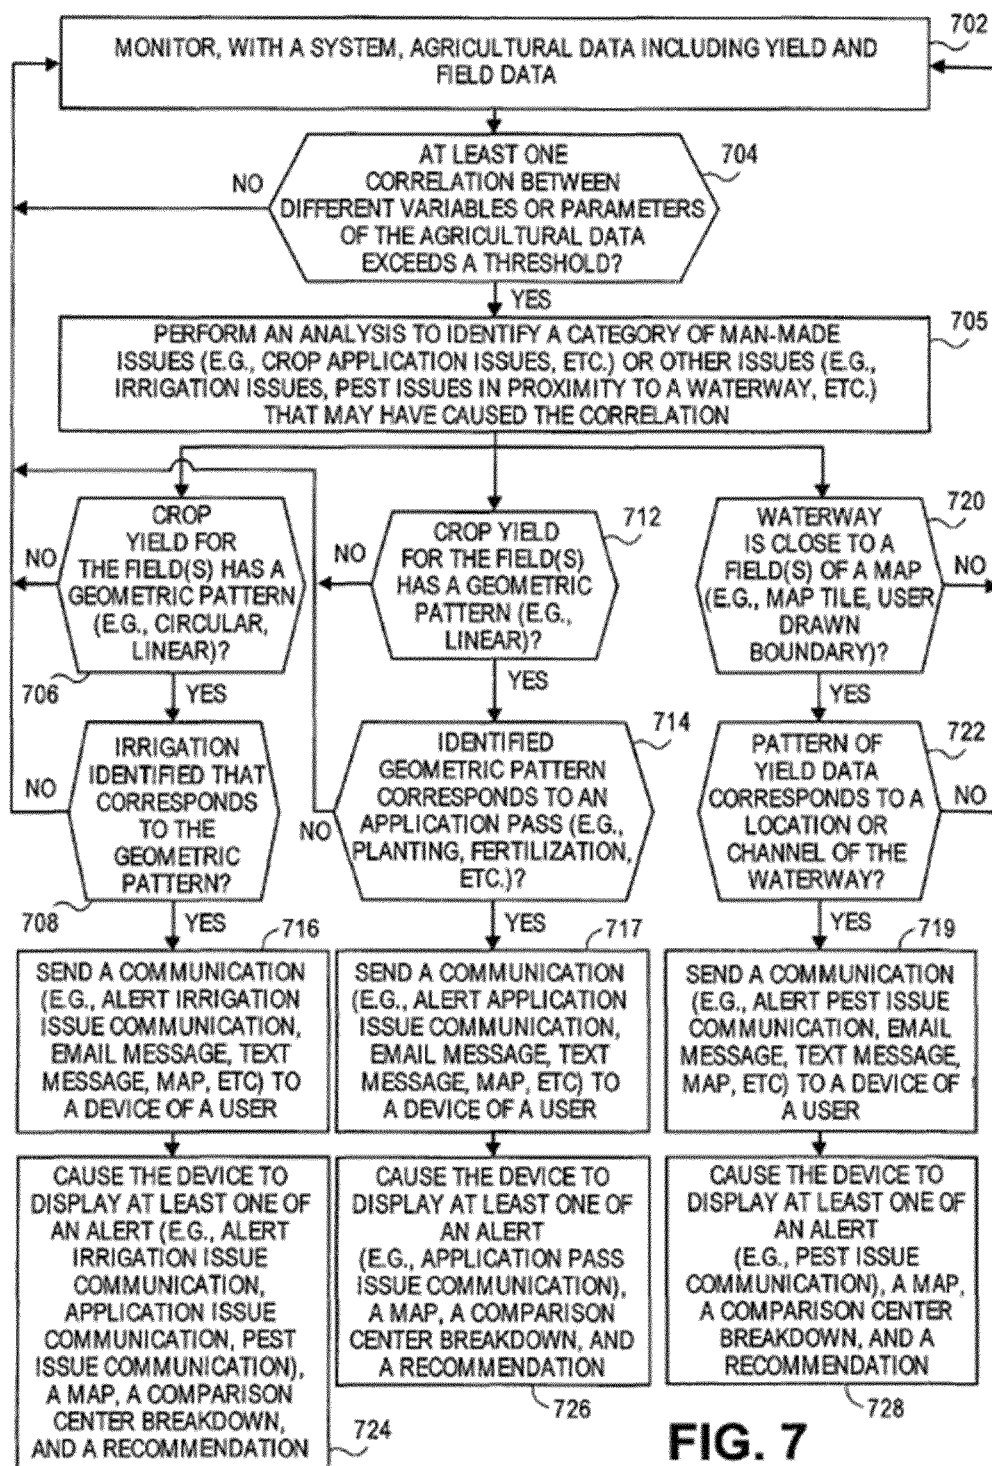 702
MONITOR, WITH A SYSTEM, AGRICULTURAL DATA INCLUDING YIELD AND
FIELD DATA
704
AT LEAST ONE
CORRELATION BETWEEN
DIFFERENT VARIABLES OR PARAMETERS
OF THE AGRICULTURAL DATA
EXCEEDS A THRESHOLD?
NO
YES
705
PERFORM AN ANALYSIS TO IDENTIFY A CATEGORY OF MAN-MADE
ISSUES (E.G., CROP APPLICATION ISSUES, ETC.) OR OTHER ISSUES (E.G.,
IRRIGATION ISSUES, PEST ISSUES IN PROXIMITY TO A WATERWAY, ETC.)
THAT MAY HAVE CAUSED THE CORRELATION
CROP
YIELD FOR
THE FIELD(S) HAS A
GEOMETRIC PATTERN
(E.G., CIRCULAR,
LINEAR)?
NO
706
YES
712
CROP YIELD
FOR THE FIELD(S)
HAS A GEOMETRIC
PATTERN (E.G.,
LINEAR)?
NO
YES
720
WATERWAY
IS CLOSE TO A
FIELD(S) OF A MAP
(E.G., MAP TILE, USER
DRAWN
BOUNDARY)?
NO
YES
IRRIGATION
IDENTIFIED THAT
CORRESPONDS
TO THE
GEOMETRIC
PATTERN?
NO
708
YES
714
IDENTIFIED
GEOMETRIC PATTERN
CORRESPONDS TO AN
APPLICATION PASS (E.G.,
PLANTING, FERTILIZATION,
ETC.)?
NO
YES
722
PATTERN OF
YIELD DATA
CORRESPONDS TO A
LOCATION OR
CHANNEL OF THE
WATERWAY?
NO
YES
716
SEND A COMMUNICATION
(E.G., ALERT IRRIGATION
ISSUE COMMUNICATION,
EMAIL MESSAGE, TEXT
MESSAGE, MAP, ETC) TO
A DEVICE OF A USER
717
SEND A COMMUNICATION
(E.G., ALERT APPLICATION
ISSUE COMMUNICATION,
EMAIL MESSAGE, TEXT
MESSAGE, MAP, ETC) TO
A DEVICE OF A USER
719
SEND A COMMUNICATION
(E.G., ALERT PEST ISSUE
COMMUNICATION, EMAIL
MESSAGE, TEXT MESSAGE,
MAP, ETC) TO A DEVICE OF
A USER
CAUSE THE DEVICE TO
DISPLAY AT LEAST ONE OF
AN ALERT (E.G., ALERT
IRRIGATION ISSUE
COMMUNICATION,
APPLICATION ISSUE
COMMUNICATION, PEST
ISSUE COMMUNICATION),
A MAP, A COMPARISON
CENTER BREAKDOWN,
AND A RECOMMENDATION
724
CAUSE THE DEVICE TO
DISPLAY AT LEAST ONE OF
AN ALERT
(E.G., APPLICATION PASS
ISSUE COMMUNICATION),
A MAP, A COMPARISON
CENTER BREAKDOWN, AND
A RECOMMENDATION
726
CAUSE THE DEVICE TO
DISPLAY AT LEAST ONE OF
AN ALERT
(E.G., PEST ISSUE
COMMUNICATION), A MAP,
A COMPARISON CENTER
BREAKDOWN, AND A
RECOMMENDATION
728
FIG. 7